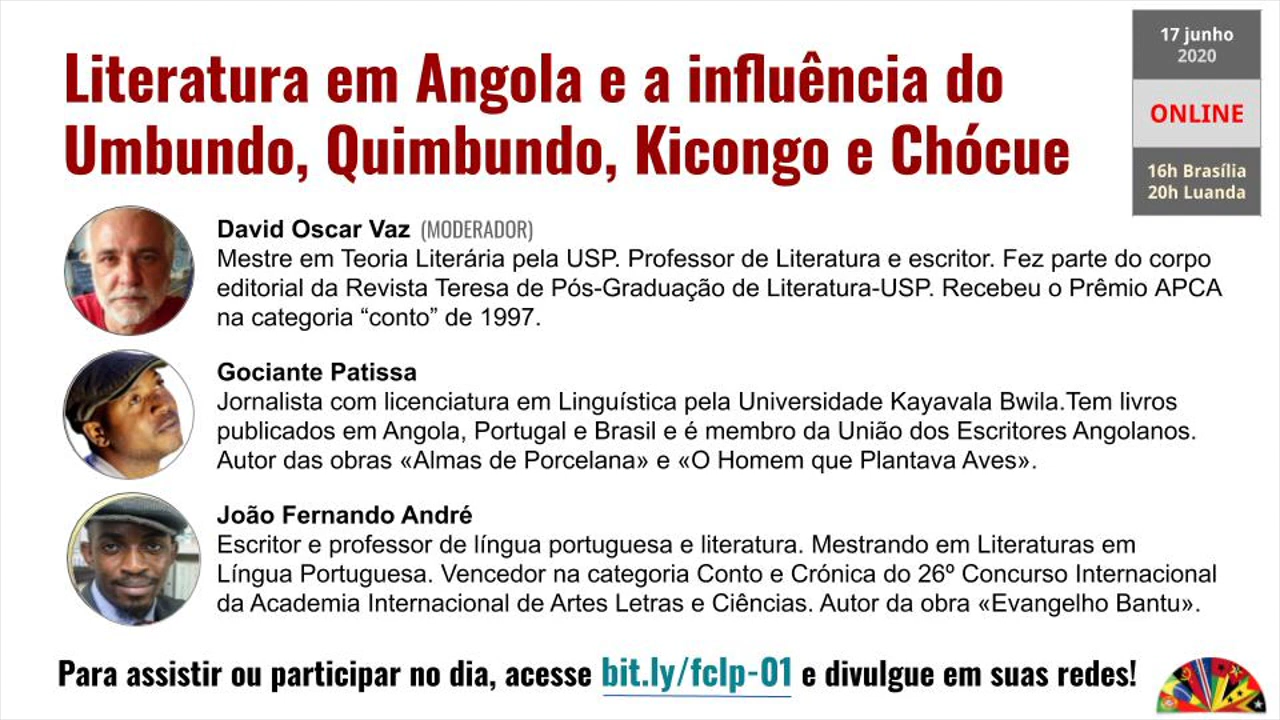 Literatura em Angola e a influência do
Umbundo, Quimbundo, Kicongo e Chócue
17 junho
2020
ONLINE
16h Brasília
20h Luanda
David Oscar Vaz (MODERADOR)
Mestre em Teoria Literária pela USP. Professor de Literatura e escritor. Fez parte do corpo
editorial da Revista Teresa de Pós-Graduação de Literatura-USP. Recebeu o Prêmio APCA
na categoria “conto” de 1997.
Gociante Patissa
Jornalista com licenciatura em Linguística pela Universidade Kayavala Bwila.Tem livros
publicados em Angola, Portugal e Brasil e é membro da União dos Escritores Angolanos.
Autor das obras «Almas de Porcelana» e «O Homem que Plantava Aves».
João Fernando André
Escritor e professor de língua portuguesa e literatura. Mestrando em Literaturas em
Língua Portuguesa. Vencedor na categoria Conto e Crónica do 26º Concurso Internacional
da Academia Internacional de Artes Letras e Ciências. Autor da obra «Evangelho Bantu».
Para assistir ou participar no dia, acesse bit.ly/fclp-01 e divulgue em suas redes!